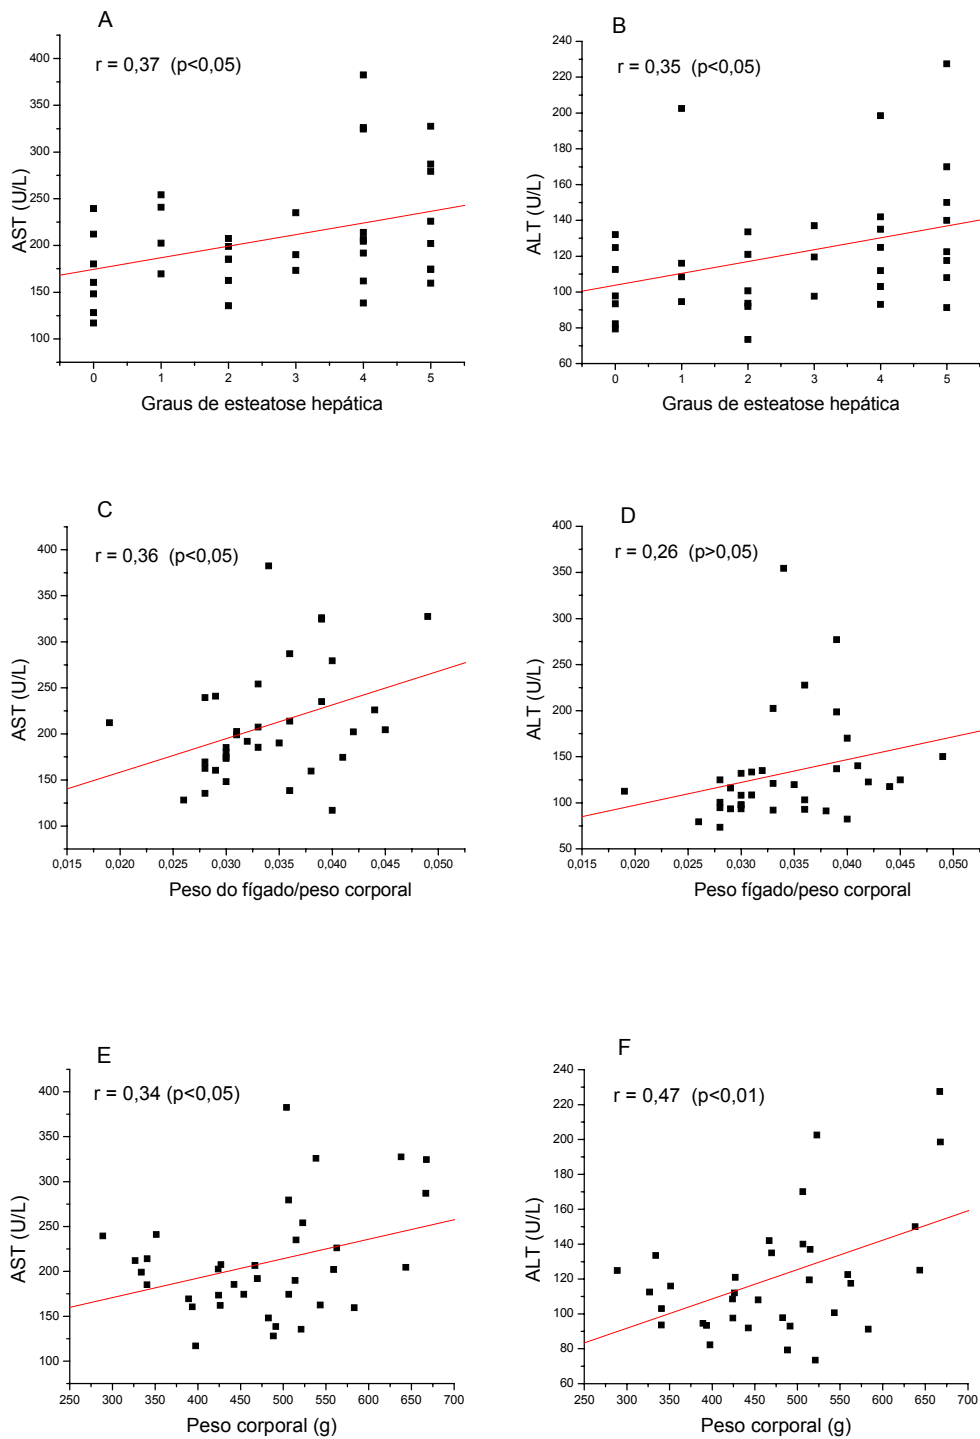 A
r = 0,37 (p<0,05)
400
350
300
250
200
150
100
AST (U/L)
0 1 2 3 4 5
Graus de esteatose hepática
B
r = 0,35 (p<0,05)
240
220
200
180
160
140
120
100
80
60
ALT (U/L)
0 1 2 3 4 5
Graus de esteatose hepática
C
r = 0,36 (p<0,05)
400
350
300
250
200
150
100
AST (U/L)
0,015 0,020 0,025 0,030 0,035 0,040 0,045 0,050
Peso do fígado/peso corporal
D
r = 0,26 (p>0,05)
400
350
300
250
200
150
100
50
ALT (U/L)
0,015 0,020 0,025 0,030 0,035 0,040 0,045 0,050
Peso fígado/peso corporal
E
r = 0,34 (p<0,05)
400
350
300
250
200
150
100
AST (U/L)
250 300 350 400 450 500 550 600 650 700
Peso corporal (g)
F
r = 0,47 (p<0,01)
240
220
200
180
160
140
120
100
80
60
ALT (U/L)
250 300 350 400 450 500 550 600 650 700
Peso corporal (g)